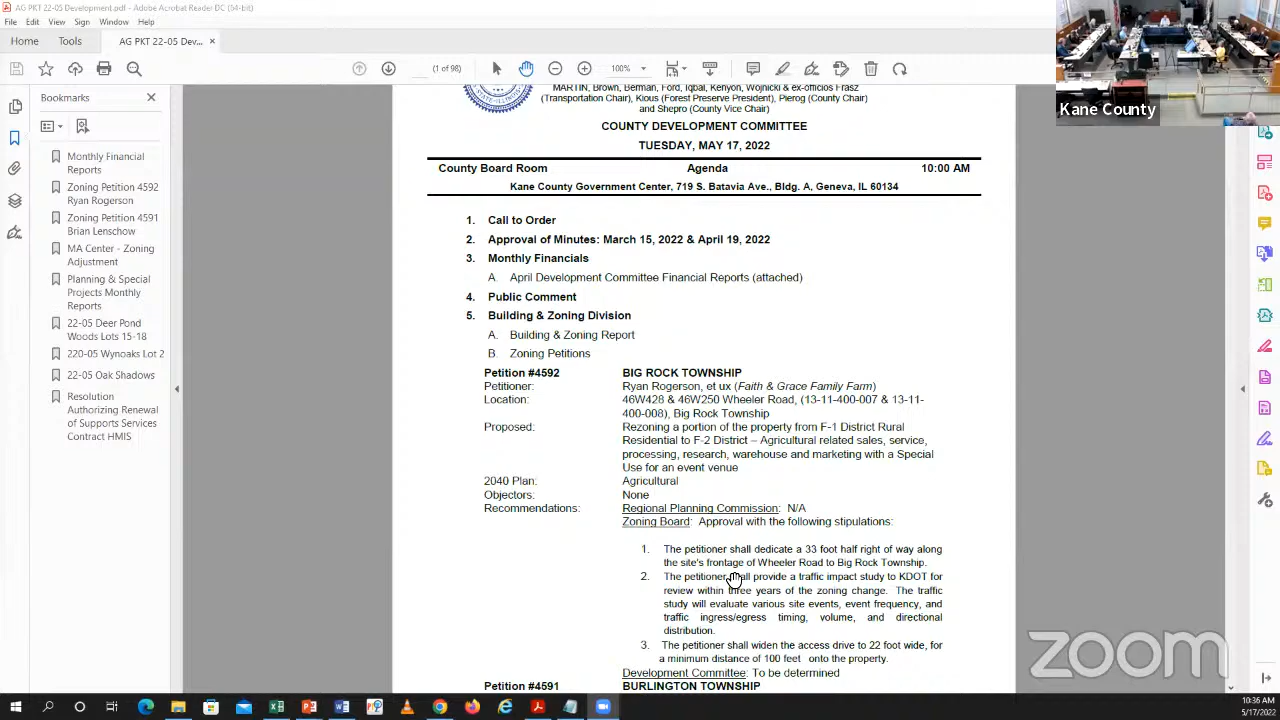 AG PKT 22-05 Development.pdf - Adobe Acrobat Reader DC (64-bit)
File Edit View Sign Window Help
Home Tools AG PKT 22-05 Dev... ×
(1 of 98) 100%
Bookmarks
Monthly Financial
Reports
Zoning Petition 4592
Ryan Rogerson
Zoning Petition 4591
Brian Lenschow
MA Center - Zoning
Adjustment
Planning & Special
Projects Monthly
Reports
22-05 Deer Pond
Woods Lots 15-18
220-05 Wynoaks Lot 2
22-05 Oak Shadows
Resolution
Authorizing Renewal
of Supports Services
Contract HMIS
MARTIN, Brown, Berman, Ford, Iqbal, Kenyon, Wojnicki & ex-officios Frasz
(Transportation Chair), Kious (Forest Preserve President), Pierog (County Chair)
and Shepro (County Vice Chair)
COUNTY DEVELOPMENT COMMITTEE
TUESDAY, MAY 17, 2022
County Board Room Agenda 10:00 AM
Kane County Government Center, 719 S. Batavia Ave., Bldg. A, Geneva, IL 60134
1. Call to Order
2. Approval of Minutes: March 15, 2022 & April 19, 2022
3. Monthly Financials
A. April Development Committee Financial Reports (attached)
4. Public Comment
5. Building & Zoning Division
A. Building & Zoning Report
B. Zoning Petitions
Petition #4592 BIG ROCK TOWNSHIP
Petitioner: Ryan Rogerson, et ux (Faith & Grace Family Farm)
Location: 46W428 & 46W250 Wheeler Road, (13-11-400-007 & 13-11-
400-008), Big Rock Township
Proposed: Rezoning a portion of the property from F-1 District Rural
Residential to F-2 District – Agricultural related sales, service,
processing, research, warehouse and marketing with a Special
Use for an event venue
2040 Plan: Agricultural
Objectors: None
Recommendations: Regional Planning Commission: N/A
Zoning Board: Approval with the following stipulations:
1. The petitioner shall dedicate a 33 foot half right of way along
the site's frontage of Wheeler Road to Big Rock Township.
2. The petitioner shall provide a traffic impact study to KDOT for
review within three years of the zoning change. The traffic
study will evaluate various site events, event frequency, and
traffic ingress/egress timing, volume, and directional
distribution.
3. The petitioner shall widen the access drive to 22 foot wide, for
a minimum distance of 100 feet onto the property.
Development Committee: To be determined
Petition #4591 BURLINGTON TOWNSHIP
Kane County
zoom
10:36 AM
5/17/2022